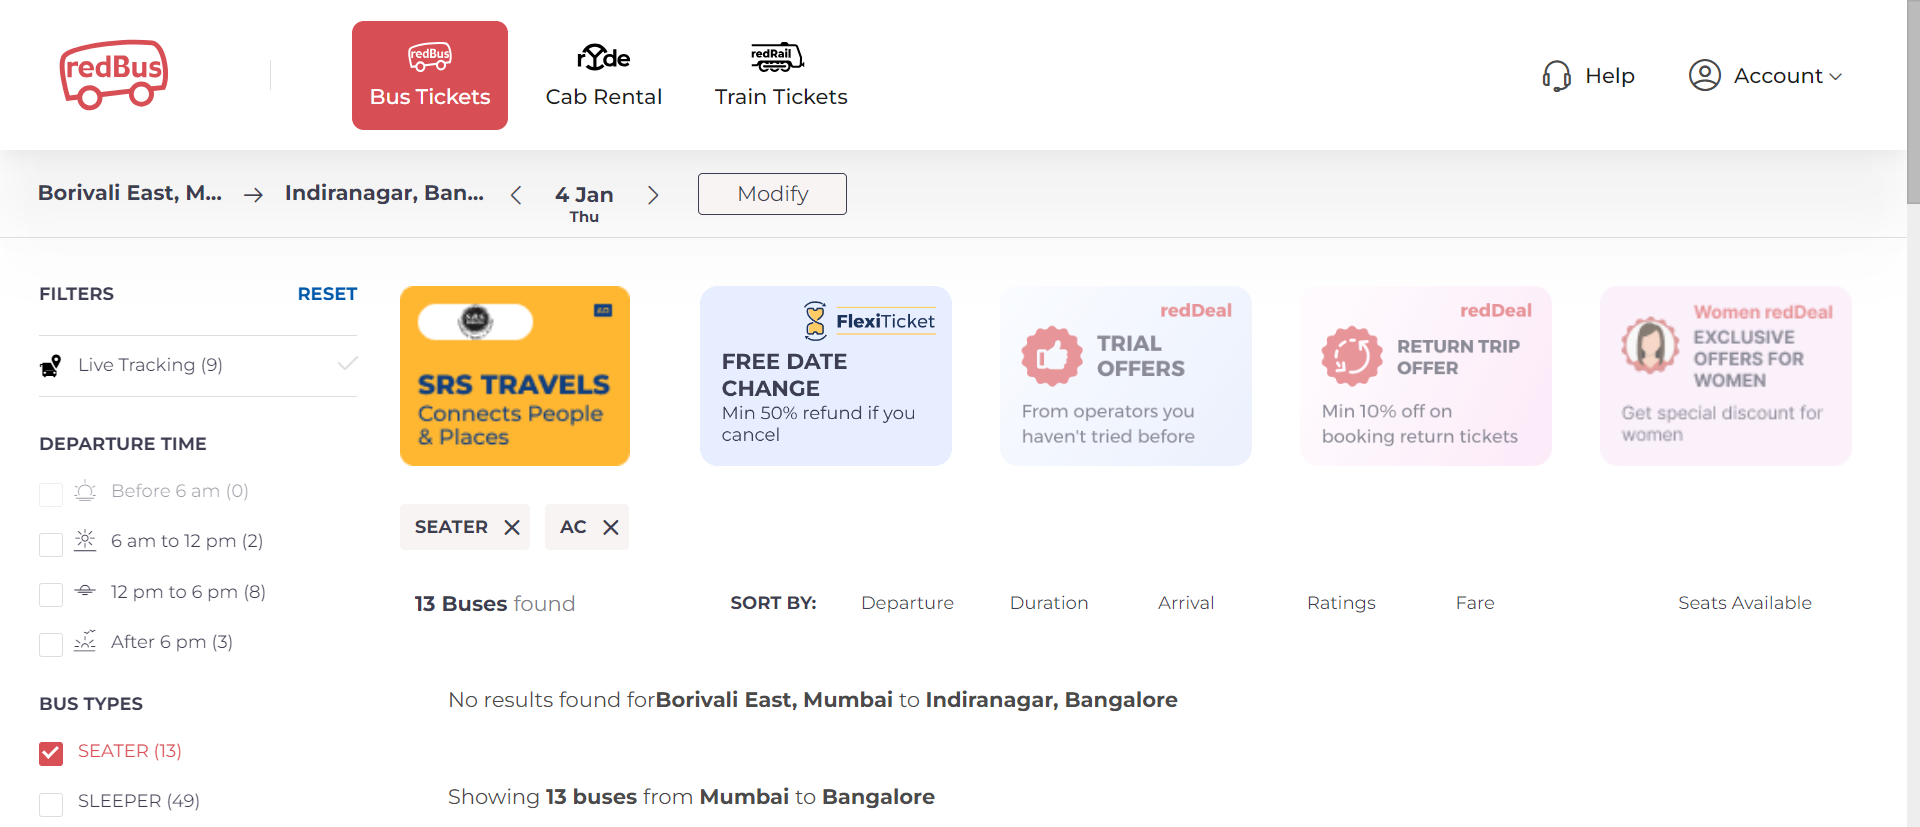 redBus
redBus
Bus Tickets
ryde
Cab Rental
redRail
Train Tickets
Help
Account
Borivali East, M...
Indiranagar, Ban...
4 Jan
Thu
Modify
FILTERS
RESET
Live Tracking (9)
DEPARTURE TIME
Before 6 am (0)
6 am to 12 pm (2)
12 pm to 6 pm (8)
After 6 pm (3)
BUS TYPES
SEATER (13)
SLEEPER (49)
SRS TRAVELS
Connects People
& Places
FlexiTicket
FREE DATE
CHANGE
Min 50% refund if you
cancel
redDeal
TRIAL
OFFERS
From operators you
haven't tried before
redDeal
RETURN TRIP
OFFER
Min 10% off on
booking return tickets
Women redDeal
EXCLUSIVE
OFFERS FOR
WOMEN
Get special discount for
women
SEATER
AC
13 Buses found
SORT BY:
Departure
Duration
Arrival
Ratings
Fare
Seats Available
No results found forBorivali East, Mumbai to Indiranagar, Bangalore
Showing 13 buses from Mumbai to Bangalore